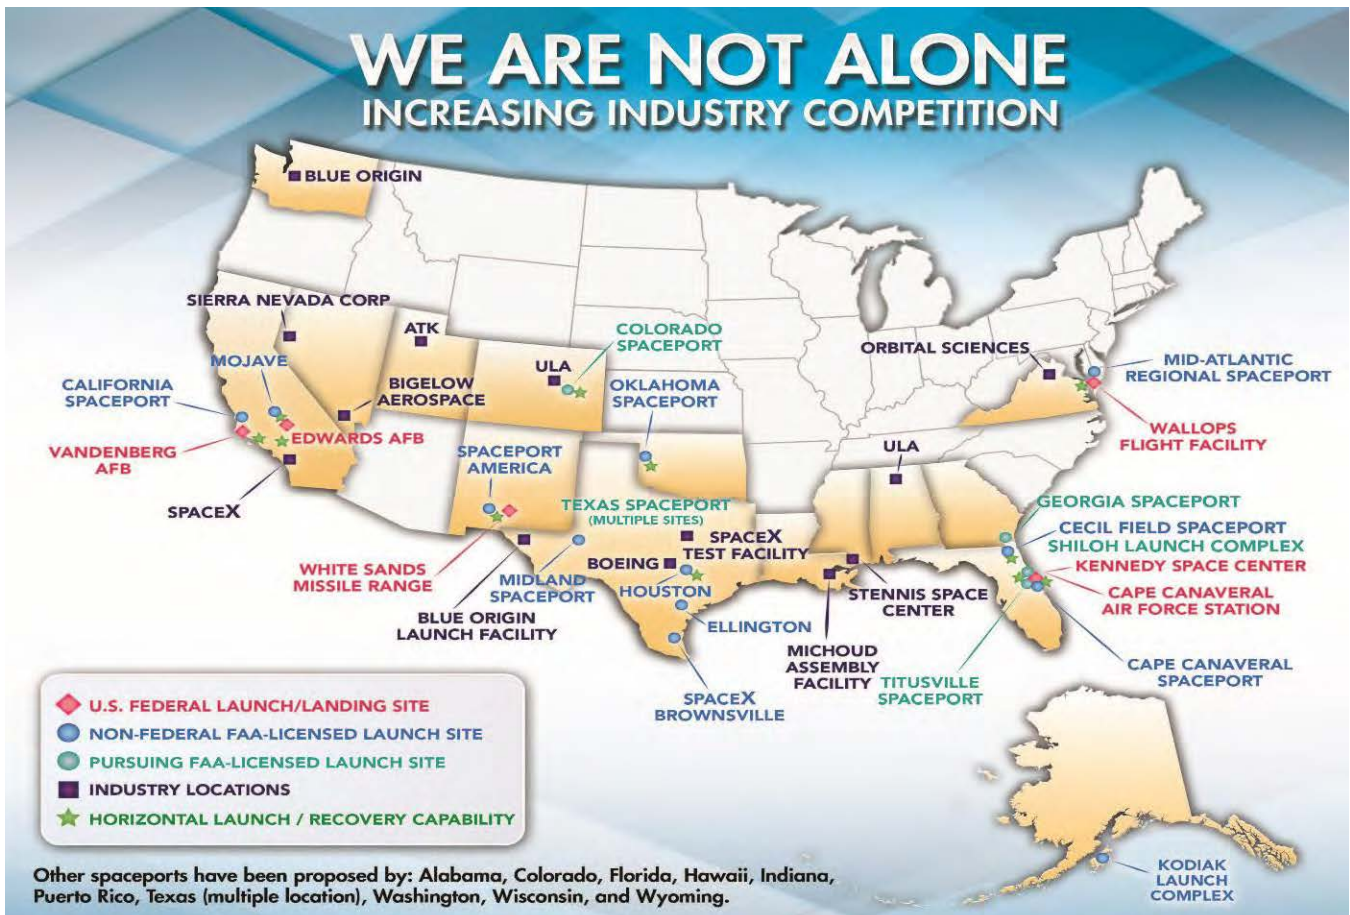 WE ARE NOT ALONE
INCREASING INDUSTRY COMPETITION
BLUE ORIGIN
SIERRA NEVADA CORP
ATK
COLORADO
SPACEPORT
ULA
ORBITAL SCIENCES
MID-ATLANTIC
REGIONAL SPACEPORT
MOJAVE
CALIFORNIA
SPACEPORT
BIGELOW
AEROSPACE
OKLAHOMA
SPACEPORT
WALLOPS
FLIGHT FACILITY
EDWARDS AFB
VANDENBERG
AFB
SPACEPORT
AMERICA
ULA
SPACEX
TEXAS SPACEPORT
(MULTIPLE SITES)
GEORGIA SPACEPORT
CECIL FIELD SPACEPORT
SHILOH LAUNCH COMPLEX
KENNEDY SPACE CENTER
SPACEX
TEST FACILITY
BOEING
WHITE SANDS
MISSILE RANGE
MIDLAND
SPACEPORT
HOUSTON
STENNIS SPACE
CENTER
CAPE CANAVERAL
AIR FORCE STATION
BLUE ORIGIN
LAUNCH FACILITY
ELLINGTON
MICHOUD
ASSEMBLY
FACILITY
TITUSVILLE
SPACEPORT
CAPE CANAVERAL
SPACEPORT
SPACEX
BROWNSVILLE
U.S. FEDERAL LAUNCH/LANDING SITE
NON-FEDERAL FAA-LICENSED LAUNCH SITE
PURSUING FAA-LICENSED LAUNCH SITE
INDUSTRY LOCATIONS
HORIZONTAL LAUNCH / RECOVERY CAPABILITY
KODIAK
LAUNCH
COMPLEX
Other spaceports have been proposed by: Alabama, Colorado, Florida, Hawaii, Indiana,
Puerto Rico, Texas (multiple location), Washington, Wisconsin, and Wyoming.